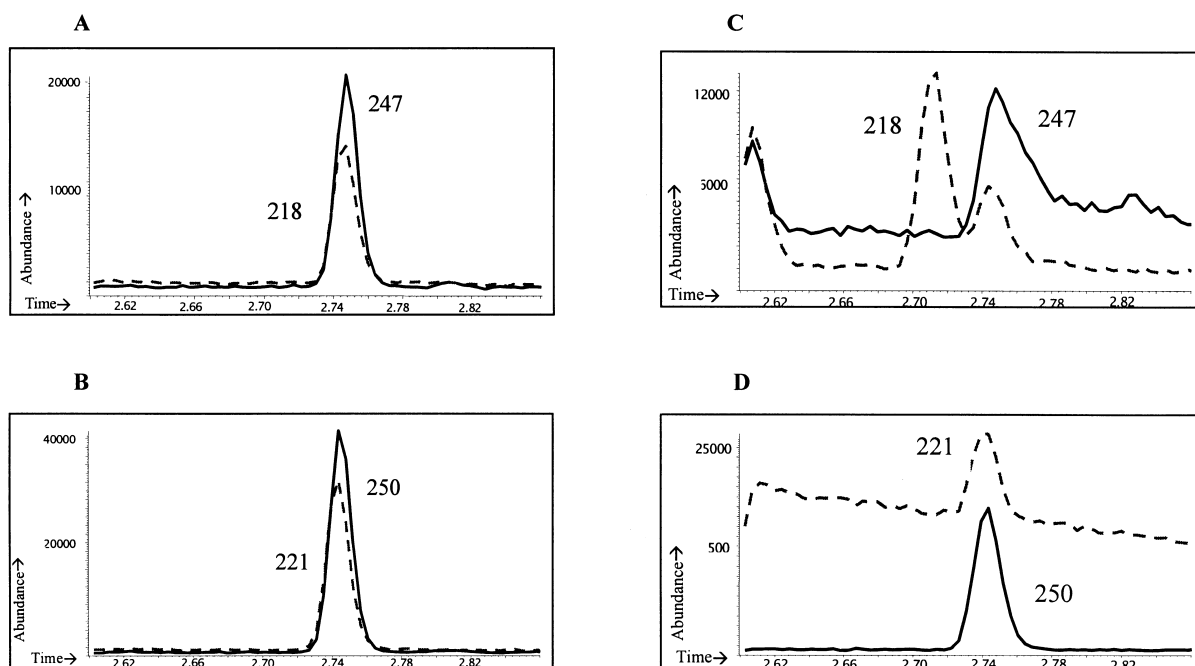 A
20000
247
10000
218
Abundance →
Time→
2.62 2.66 2.70 2.74 2.78 2.82
C
12000
218
247
5000
Abundance→
Time→
2.62 2.66 2.70 2.74 2.78 2.82
B
40000
250
20000
221
Abundance→
Time→
2.62 2.66 2.70 2.74 2.78 2.82
D
25000
221
500
250
Abundance→
Time→
2.62 2.66 2.70 2.74 2.78 2.82